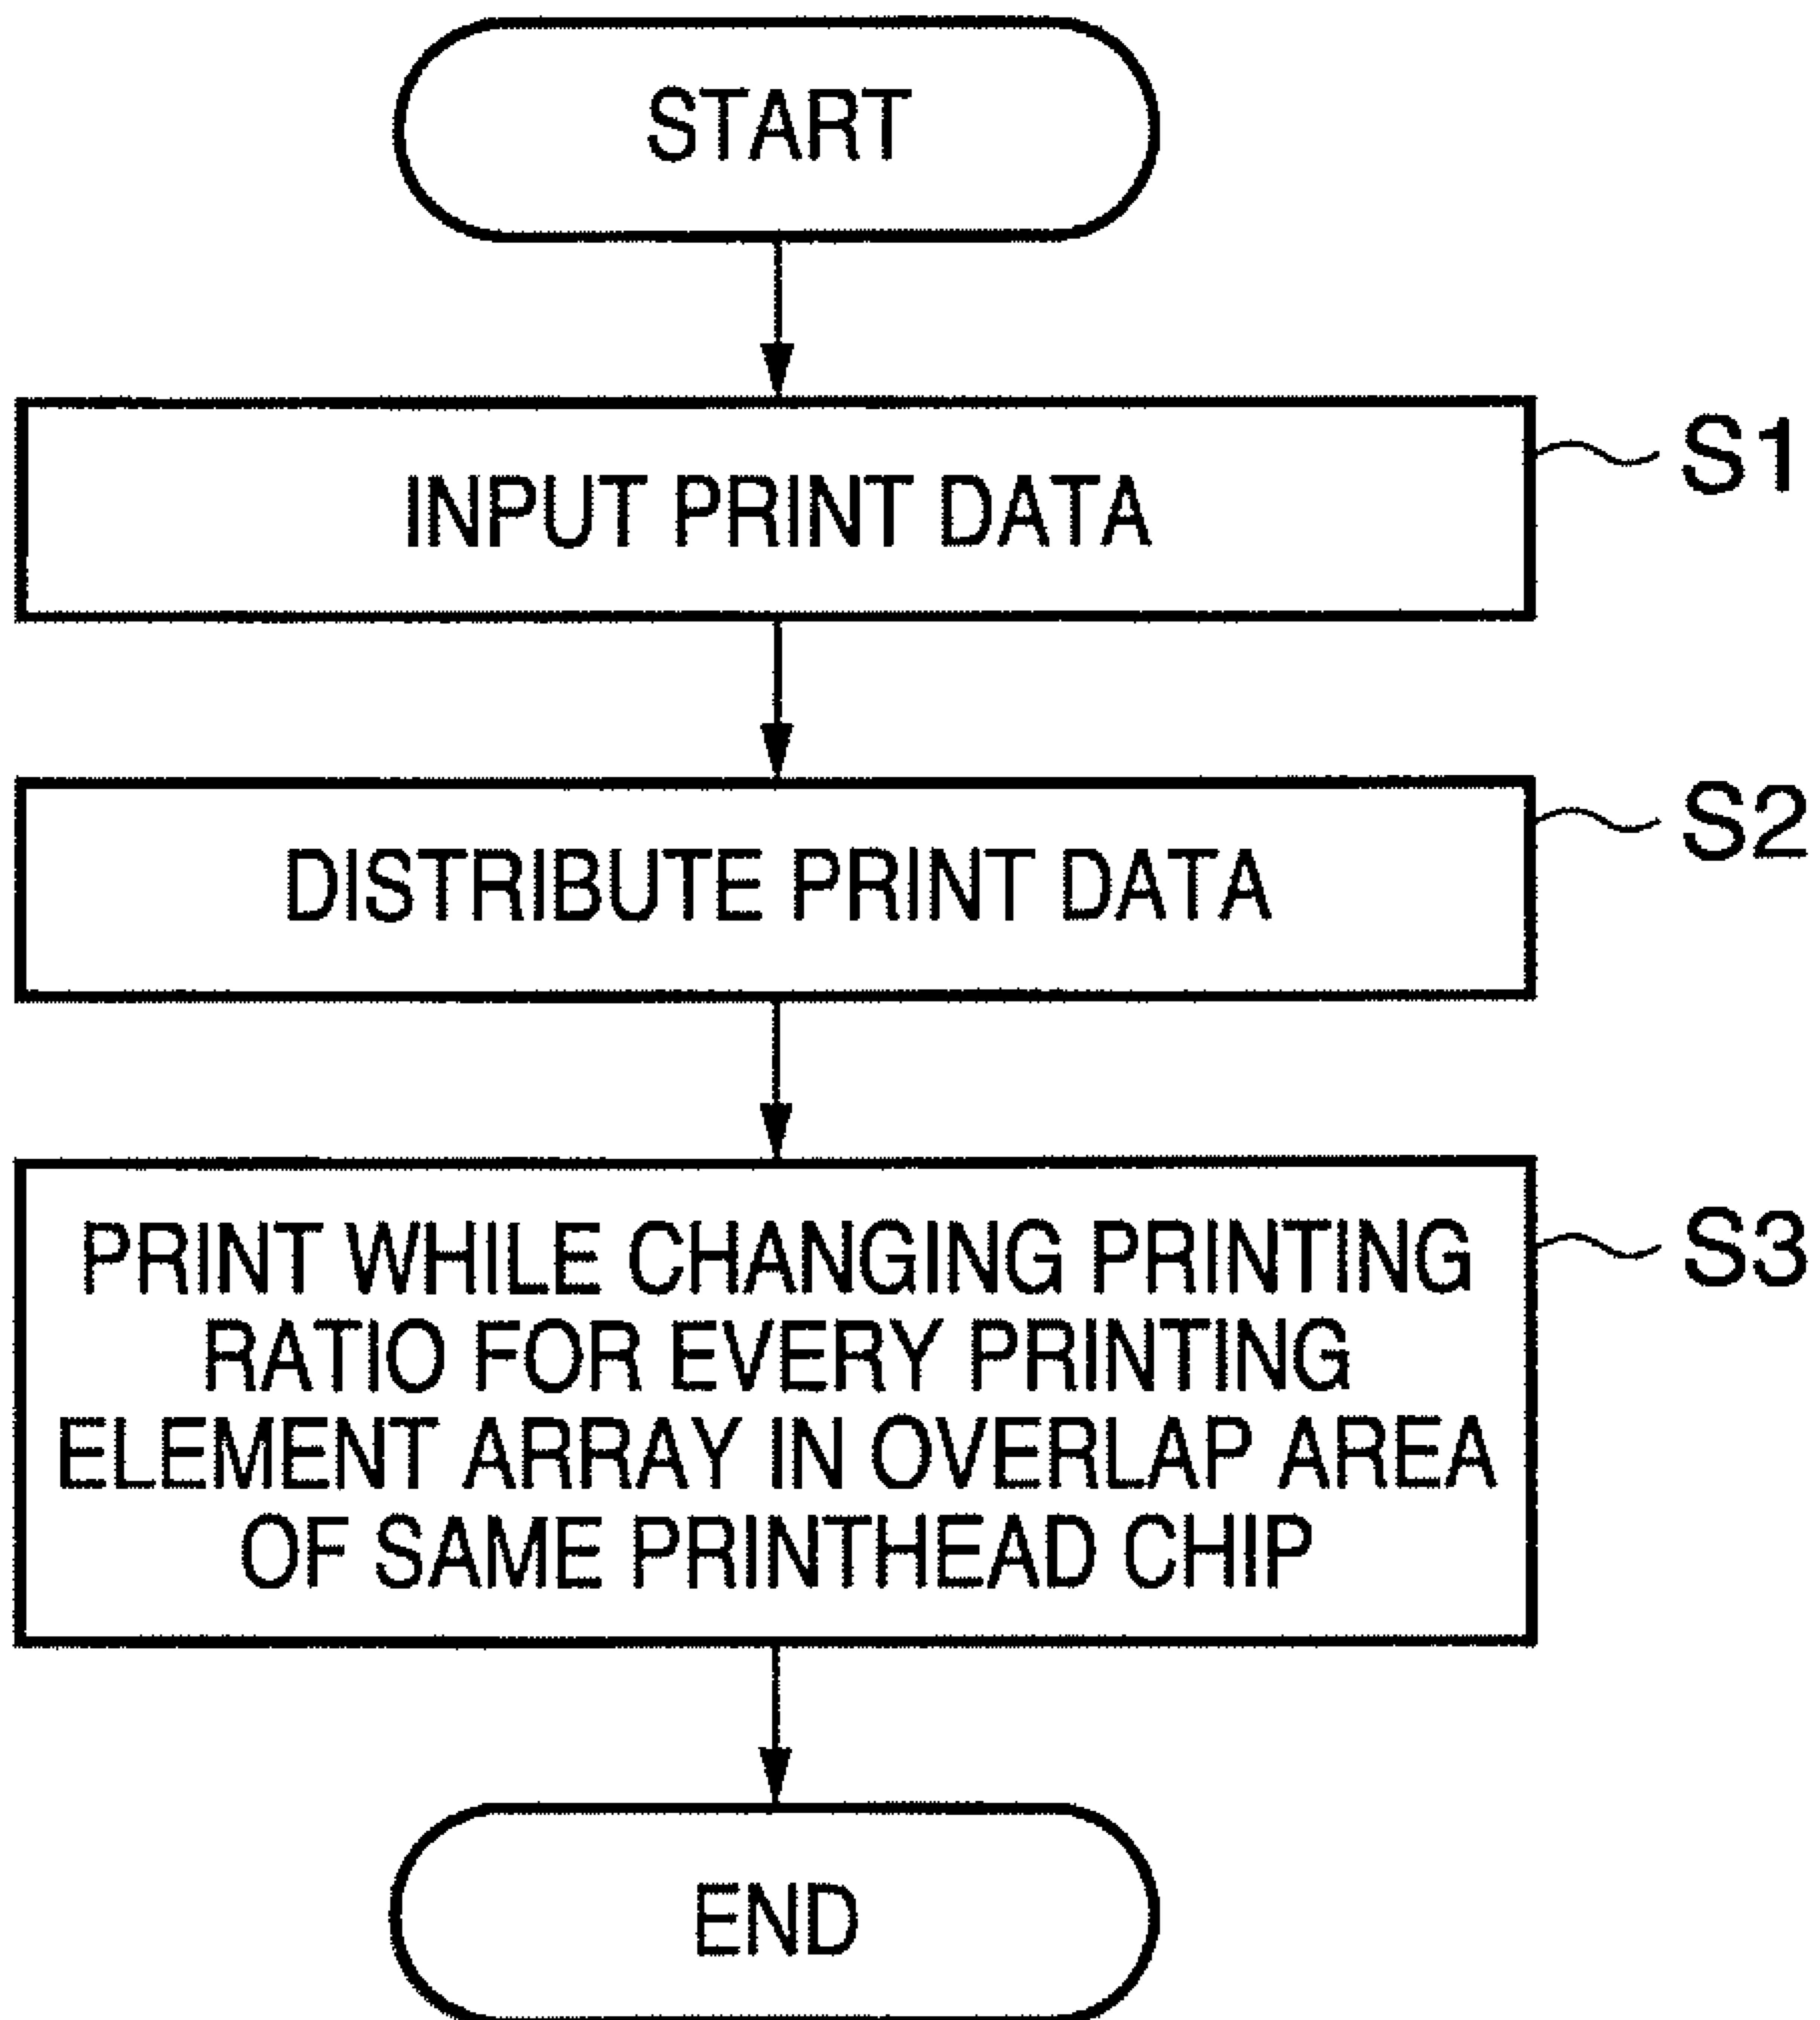 START
INPUT PRINT DATA
S1
DISTRIBUTE PRINT DATA
S2
PRINT WHILE CHANGING PRINTING
RATIO FOR EVERY PRINTING
ELEMENT ARRAY IN OVERLAP AREA
OF SAME PRINTHEAD CHIP
S3
END